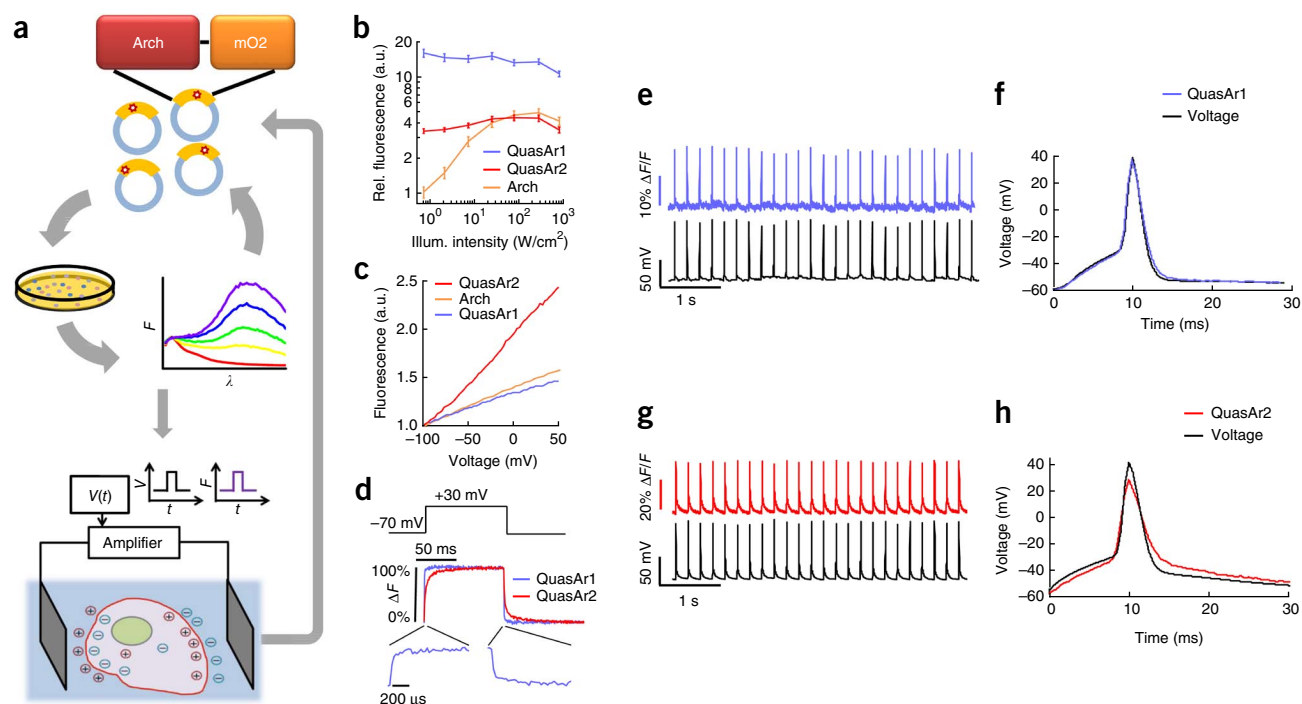 a
Arch
mO2
F
λ
V(t)
V
t
F
t
Amplifier
b
Rel. fluorescence (a.u.)
20
10
8
6
4
2
1
QuasAr1
QuasAr2
Arch
10⁰
10¹
10²
10³
Illum. intensity (W/cm²)
c
Fluorescence (a.u.)
2.5
2.0
1.5
1.0
QuasAr2
Arch
QuasAr1
−100
−50
0
50
Voltage (mV)
d
+30 mV
−70 mV
50 ms
100%
ΔF
0%
QuasAr1
QuasAr2
200 µs
e
10% ΔF/F
50 mV
1 s
f
QuasAr1
Voltage
Voltage (mV)
40
20
0
−20
−40
−60
0
10
20
30
Time (ms)
g
20% ΔF/F
50 mV
1 s
h
QuasAr2
Voltage
Voltage (mV)
40
20
0
−20
−40
−60
0
10
20
30
Time (ms)